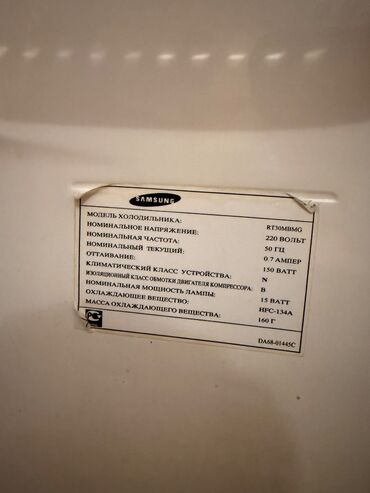 SAMSUNG
МОДЕЛЬ ХОЛОДИЛЬНИКА: RT30MBMG
НОМИНАЛЬНОЕ НАПРЯЖЕНИЕ: 220 ВОЛЬТ
НОМИНАЛЬНАЯ ЧАСТОТА: 50 ГЦ
НОМИНАЛЬНЫЙ ТЕКУЩИЙ: 0.7 АМПЕР
ОТТАИВАНИЕ: 150 ВАТТ
КЛИМАТИЧЕСКИЙ КЛАСС УСТРОЙСТВА: N
ИЗОЛЯЦИОННЫЙ КЛАСС ОБМОТКИ ДВИГАТЕЛЯ КОМПРЕССОРА: B
НОМИНАЛЬНАЯ МОЩНОСТЬ ЛАМПЫ: 15 ВАТТ
ОХЛАЖДАЮЩЕЕ ВЕЩЕСТВО: HFC-134A
МАССА ОХЛАЖДАЮЩЕГО ВЕЩЕСТВА: 160 Г
DA68-01445C